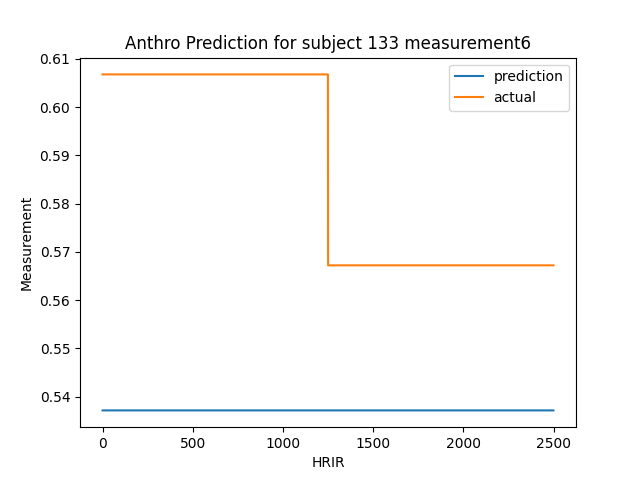 Anthro Prediction for subject 133 measurement6
prediction
actual
Measurement
0.61
0.60
0.59
0.58
0.57
0.56
0.55
0.54
0 500 1000 1500 2000 2500
HRIR